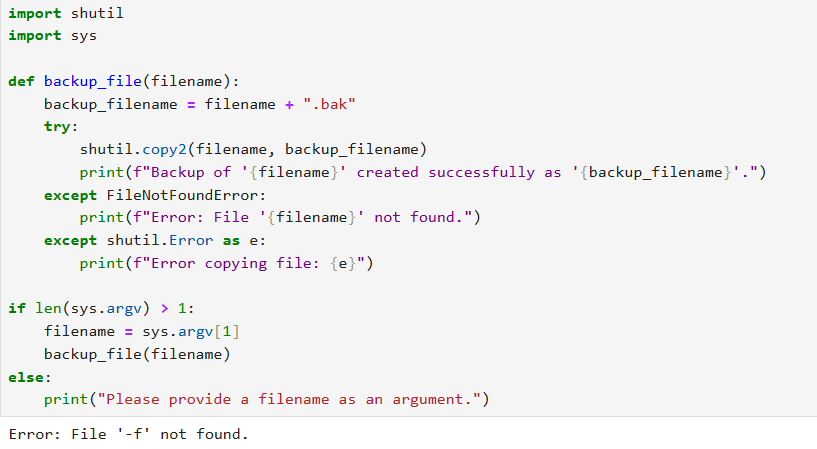 import shutil
import sys

def backup_file(filename):
    backup_filename = filename + ".bak"
    try:
        shutil.copy2(filename, backup_filename)
        print(f"Backup of '{filename}' created successfully as '{backup_filename}'.")
    except FileNotFoundError:
        print(f"Error: File '{filename}' not found.")
    except shutil.Error as e:
        print(f"Error copying file: {e}")

if len(sys.argv) > 1:
    filename = sys.argv[1]
    backup_file(filename)
else:
    print("Please provide a filename as an argument.")
Error: File '-f' not found.